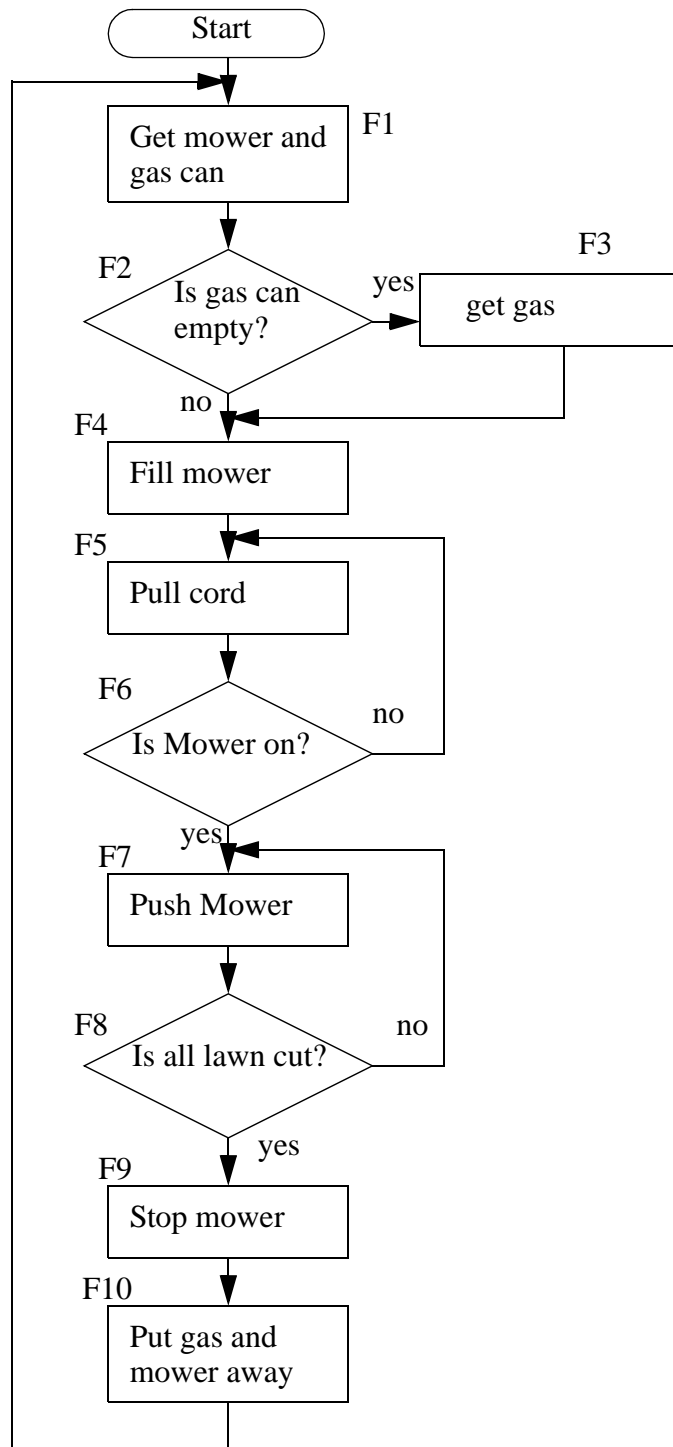 Start
F1
Get mower and
gas can
F2
F3
Is gas can
empty?
yes
get gas
no
F4
Fill mower
F5
Pull cord
F6
no
Is Mower on?
yes
F7
Push Mower
F8
no
Is all lawn cut?
yes
F9
Stop mower
F10
Put gas and
mower away